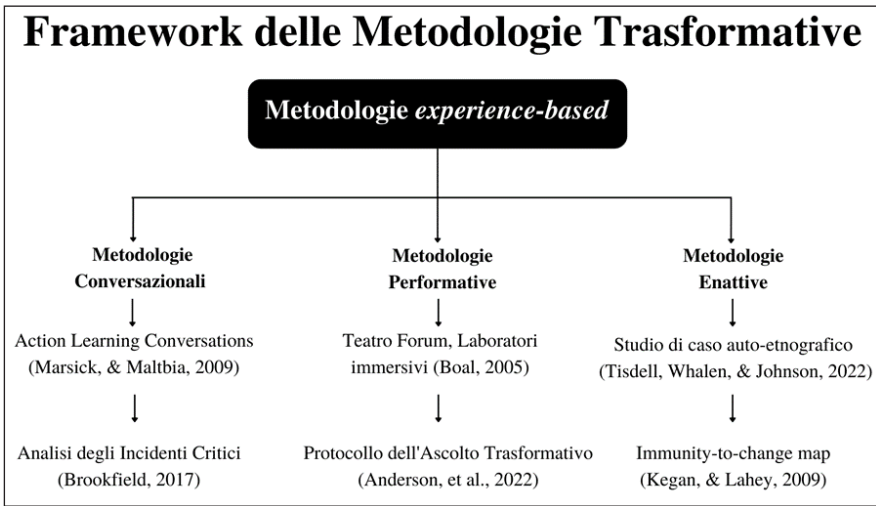 Framework delle Metodologie Trasformative
Metodologie experience-based
Metodologie
Conversazionali
Metodologie
Performative
Metodologie
Enattive
Action Learning Conversations
(Marsick, & Maltbia, 2009)
Teatro Forum, Laboratori
immersivi (Boal, 2005)
Studio di caso auto-etnografico
(Tisdell, Whalen, & Johnson, 2022)
Analisi degli Incidenti Critici
(Brookfield, 2017)
Protocollo dell'Ascolto Trasformativo
(Anderson, et al., 2022)
Immunity-to-change map
(Kegan, & Lahey, 2009)